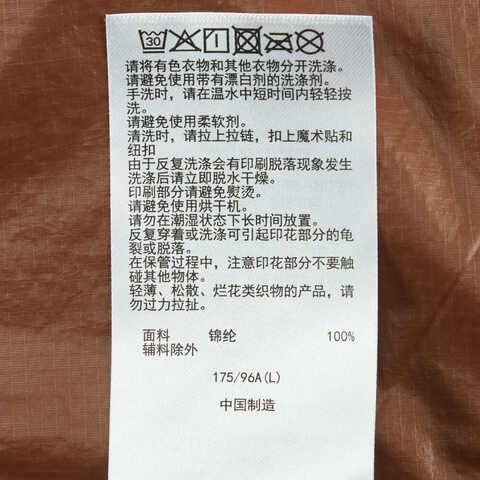 30
请将有色衣物和其他衣物分开洗涤。
请避免使用带有漂白剂的洗涤剂。
手洗时，请在温水中短时间内轻轻按
洗。
请避免使用柔软剂。
清洗时，请拉上拉链，扣上魔术贴和
纽扣
由于反复洗涤会有印刷脱落现象发生
洗涤后请立即脱水干燥。
印刷部分请避免熨烫。
请避免使用烘干机。
请勿在潮湿状态下长时间放置。
反复穿着或洗涤可引起印花部分的龟
裂或脱落。
在保管过程中，注意印花部分不要触
碰其他物体。
轻薄、松散、烂花类织物的产品，请
勿过力拉扯。
面料 锦纶 100%
辅料除外
175/96A(L)
中国制造